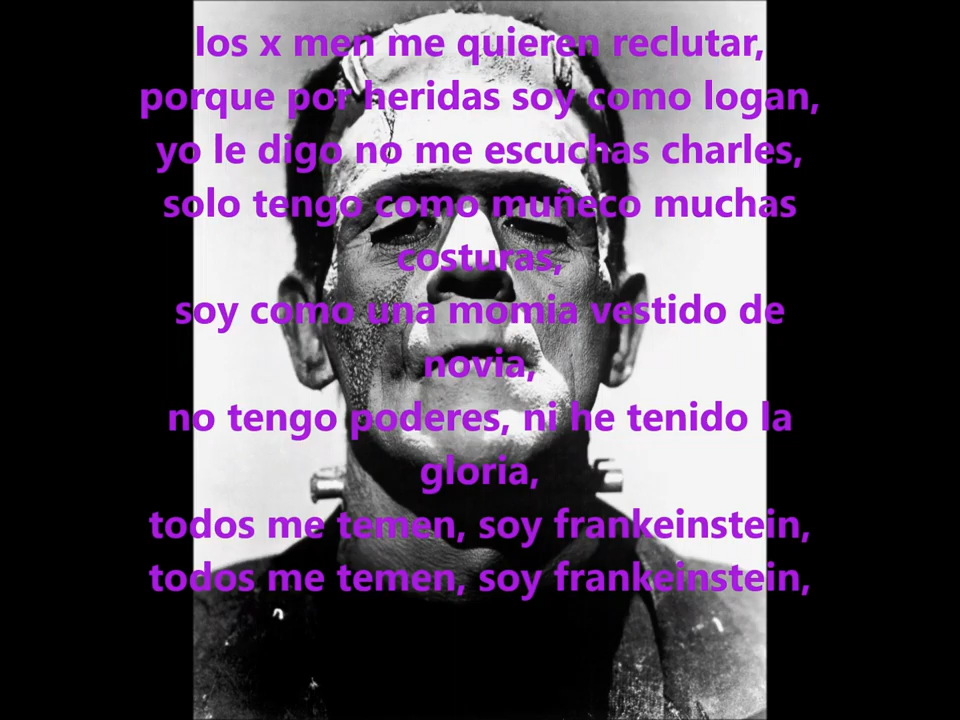 los x men me quieren reclutar,
porque por heridas soy como logan,
yo le digo no me escuchas charles,
solo tengo como muñeco muchas
costuras,
soy como una momia vestido de
novia,
no tengo poderes, ni he tenido la
gloria,
todos me temen, soy frankeinstein,
todos me temen, soy frankeinstein,